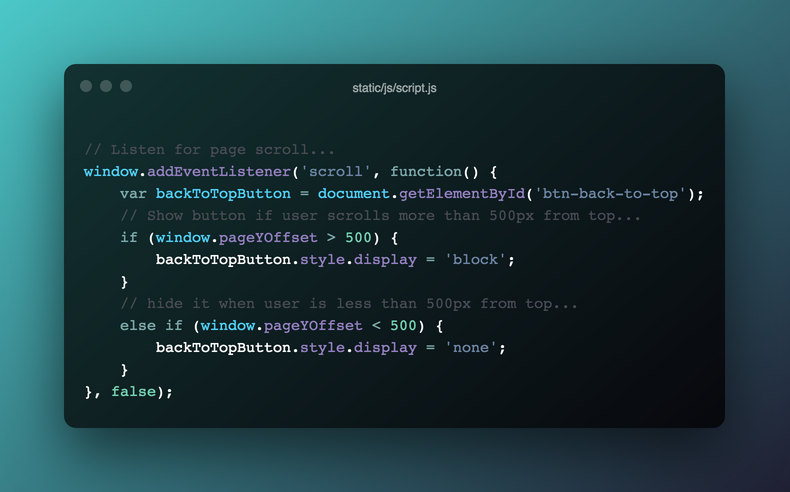 static/js/script.js
// Listen for page scroll...
window.addEventListener('scroll', function() {
    var backToTopButton = document.getElementById('btn-back-to-top');
    // Show button if user scrolls more than 500px from top...
    if (window.pageYOffset > 500) {
        backToTopButton.style.display = 'block';
    }
    // hide it when user is less than 500px from top...
    else if (window.pageYOffset < 500) {
        backToTopButton.style.display = 'none';
    }
}, false);